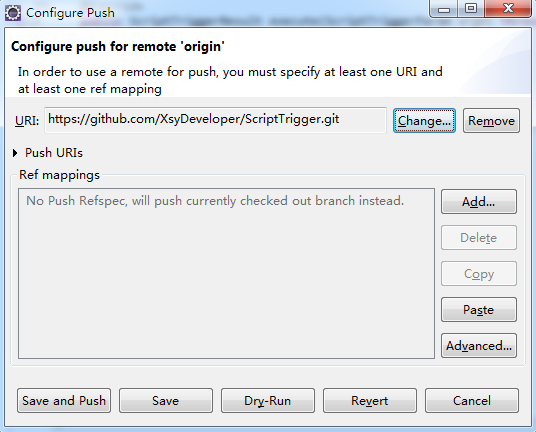 Configure Push
Configure push for remote 'origin'
In order to use a remote for push, you must specify at least one URI and
at least one ref mapping
URI: https://github.com/XsyDeveloper/ScriptTrigger.git Change... Remove
Push URIs
Ref mappings
No Push Refspec, will push currently checked out branch instead.
Add...
Delete
Copy
Paste
Advanced...
Save and Push Save Dry-Run Revert Cancel